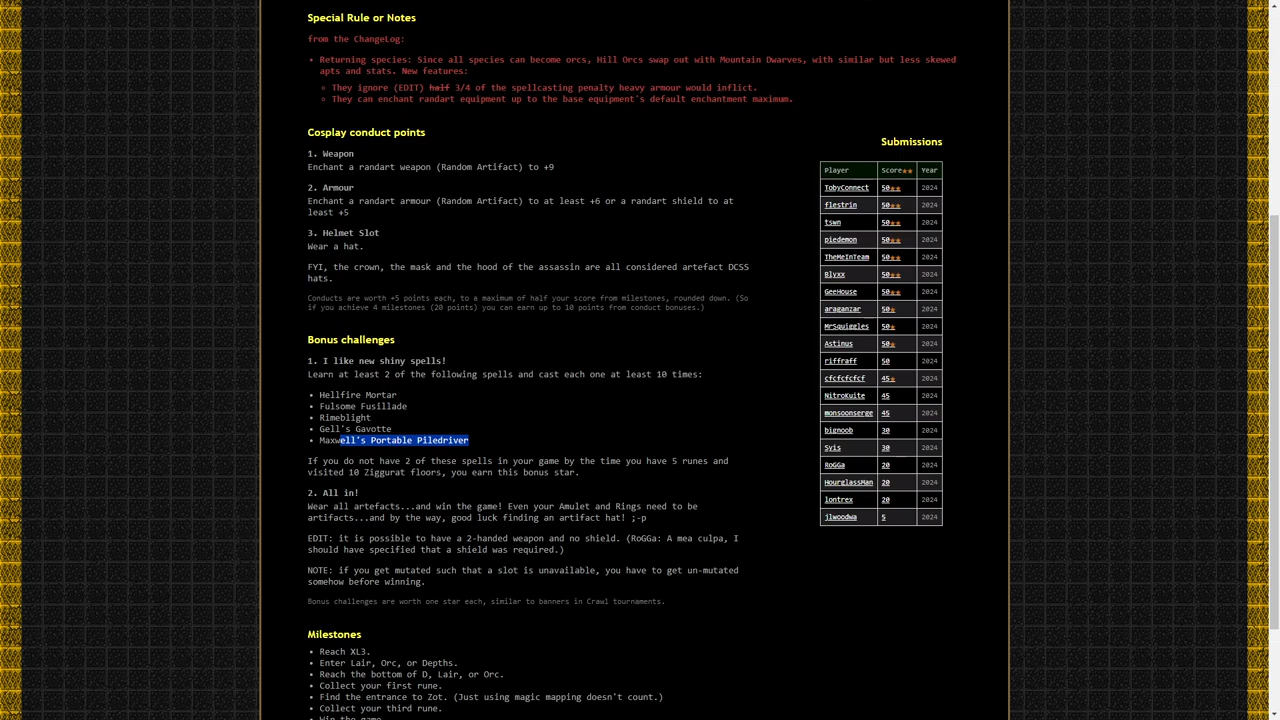 Special Rule or Notes
from the ChangeLog:
• Returning species: Since all species can become orcs, Hill Orcs swap out with Mountain Dwarves, with similar but less skewed
apts and stats. New features:
They ignore (EDIT) half 3/4 of the spellcasting penalty heavy armour would inflict.
They can enchant randart equipment up to the base equipment's default enchantment maximum.
Cosplay conduct points
1. Weapon
Enchant a randart weapon (Random Artifact) to +9
2. Armour
Enchant a randart armour (Random Artifact) to at least +6 or a randart shield to at
least +5
3. Helmet Slot
Wear a hat.
FYI, the crown, the mask and the hood of the assassin are all considered artefact DCSS
hats.
Conducts are worth +5 points each, to a maximum of half your score from milestones, rounded down. (So
if you achieve 4 milestones (20 points) you can earn up to 10 points from conduct bonuses.)
Bonus challenges
1. I like new shiny spells!
Learn at least 2 of the following spells and cast each one at least 10 times:
• Hellfire Mortar
• Fulsome Fusillade
• Rimeblight
• Gell's Gavotte
• Maxwell's Portable Piledriver
If you do not have 2 of these spells in your game by the time you have 5 runes and
visited 10 Ziggurat floors, you earn this bonus star.
2. All in!
Wear all artefacts...and win the game! Even your Amulet and Rings need to be
artifacts...and by the way, good luck finding an artifact hat! ;-p
EDIT: it is possible to have a 2-handed weapon and no shield. (RoGGa: A mea culpa, I
should have specified that a shield was required.)
NOTE: if you get mutated such that a slot is unavailable, you have to get un-mutated
somehow before winning.
Bonus challenges are worth one star each, similar to banners in Crawl tournaments.
Milestones
• Reach XL3.
• Enter Lair, Orc, or Depths.
• Reach the bottom of D, Lair, or Orc.
• Collect your first rune.
• Find the entrance to Zot. (Just using magic mapping doesn't count.)
• Collect your third rune.
• Win the game
Submissions
Player Score★★ Year
TobyConnect 50★★ 2024
flestrin 50★★ 2024
tswn 50★★ 2024
piedemon 50★★ 2024
TheMeInTeam 50★★ 2024
Blyxx 50★★ 2024
GeeHouse 50★★ 2024
araganzar 50★ 2024
MrSquiggles 50★ 2024
Astinus 50★ 2024
riffraff 50 2024
cfcfcfcfcf 45★ 2024
NitroKuite 45 2024
monsoonserge 45 2024
bignoob 30 2024
Syis 30 2024
RoGGa 20 2024
HourglassMan 20 2024
lontrex 20 2024
jlwoodwa 5 2024